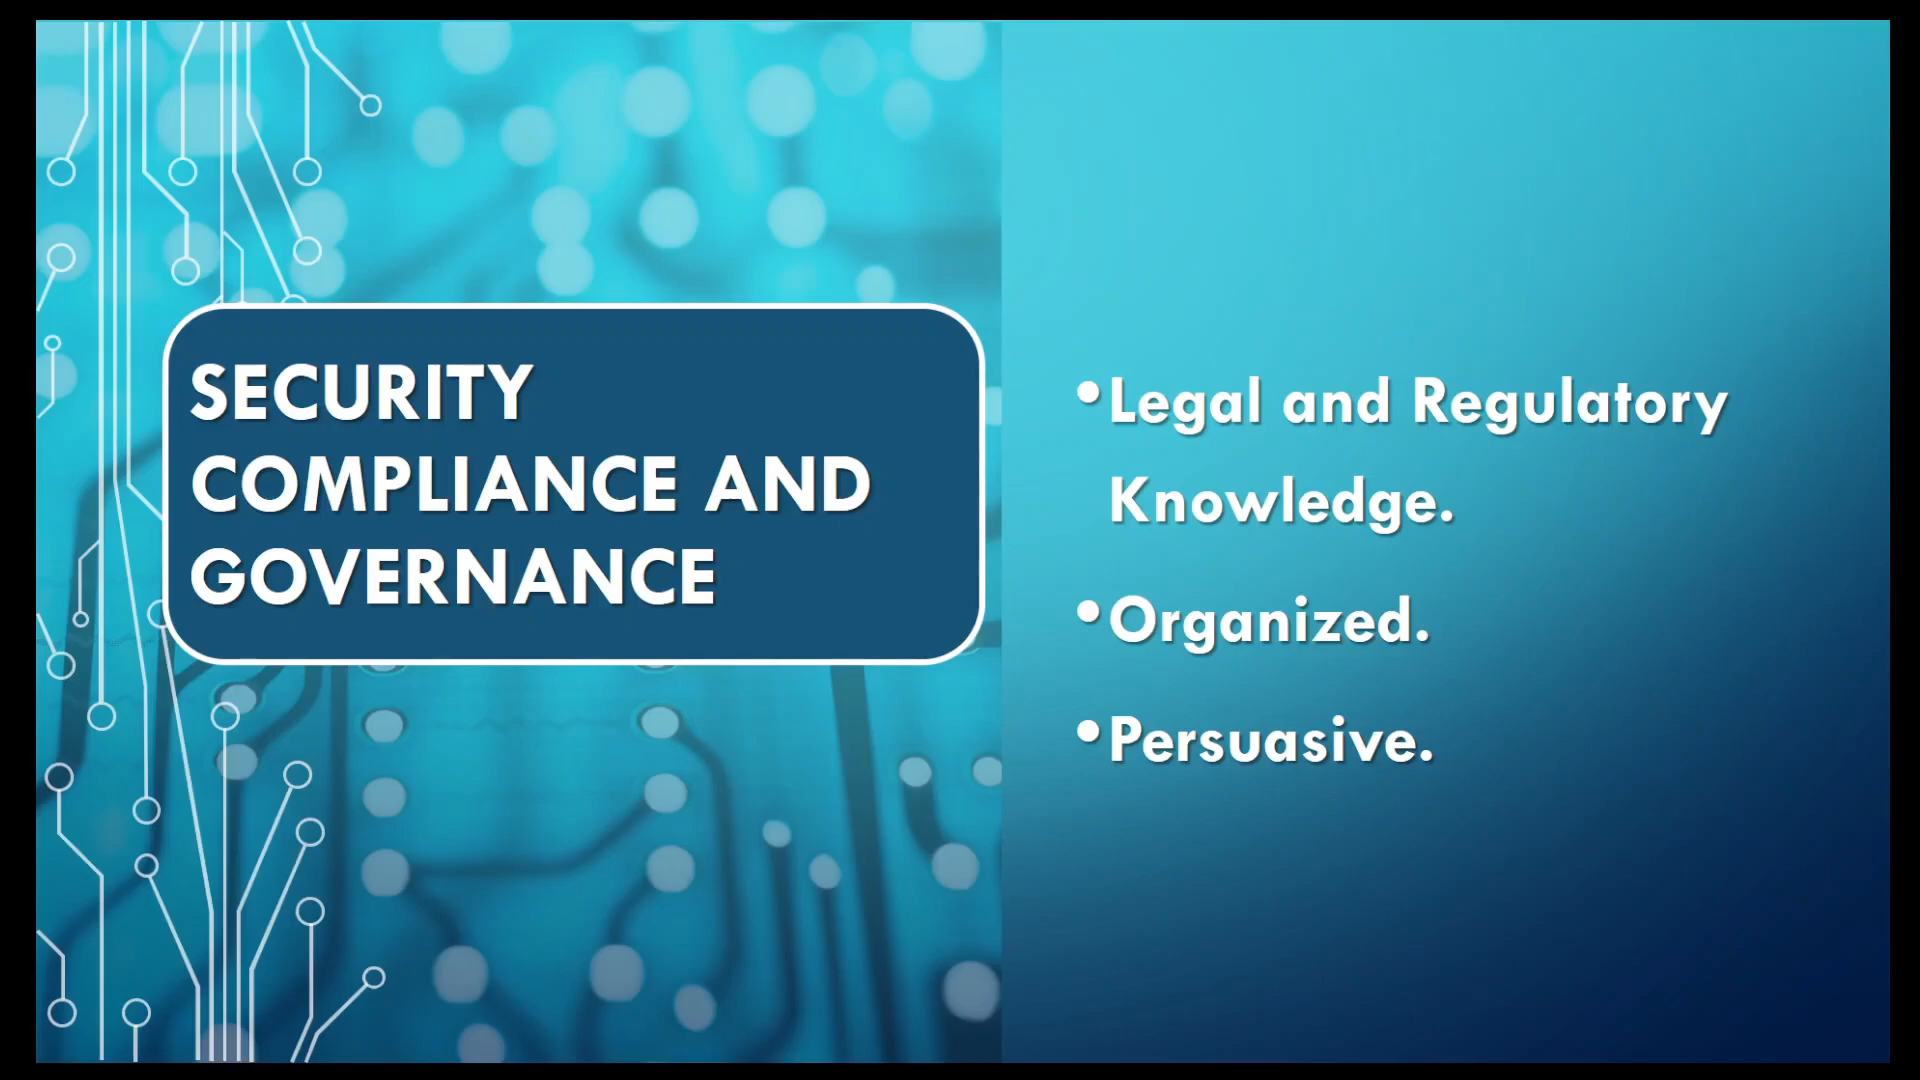 SECURITY
COMPLIANCE AND
GOVERNANCE
•Legal and Regulatory
Knowledge.
•Organized.
•Persuasive.